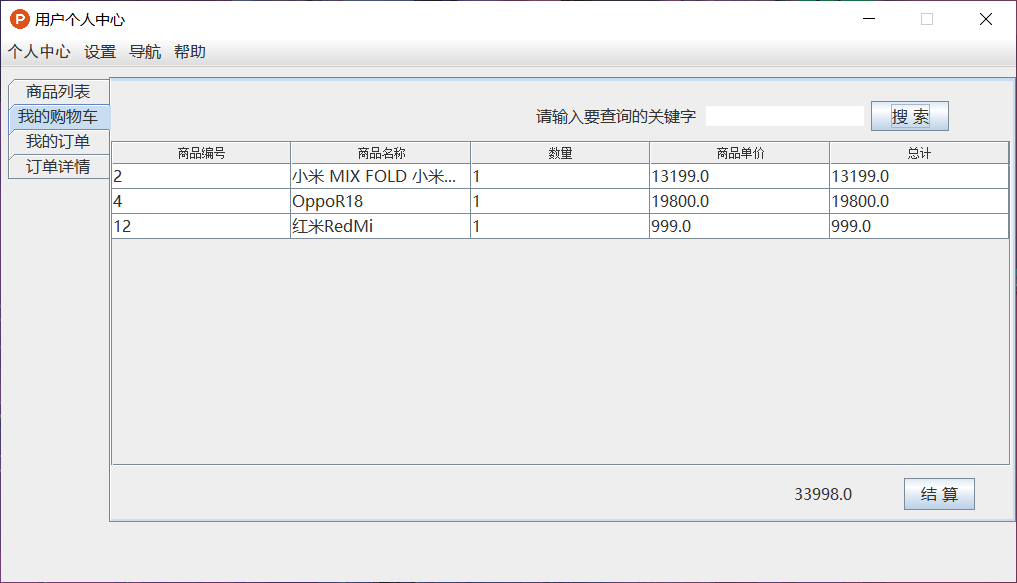 P 用户个人中心
个人中心 设置 导航 帮助
商品列表
我的购物车
我的订单
订单详情
请输入要查询的关键字 搜 索
商品编号 商品名称 数量 商品单价 总计
2 小米 MIX FOLD 小米... 1 13199.0 13199.0
4 OppoR18 1 19800.0 19800.0
12 红米RedMi 1 999.0 999.0
33998.0 结 算